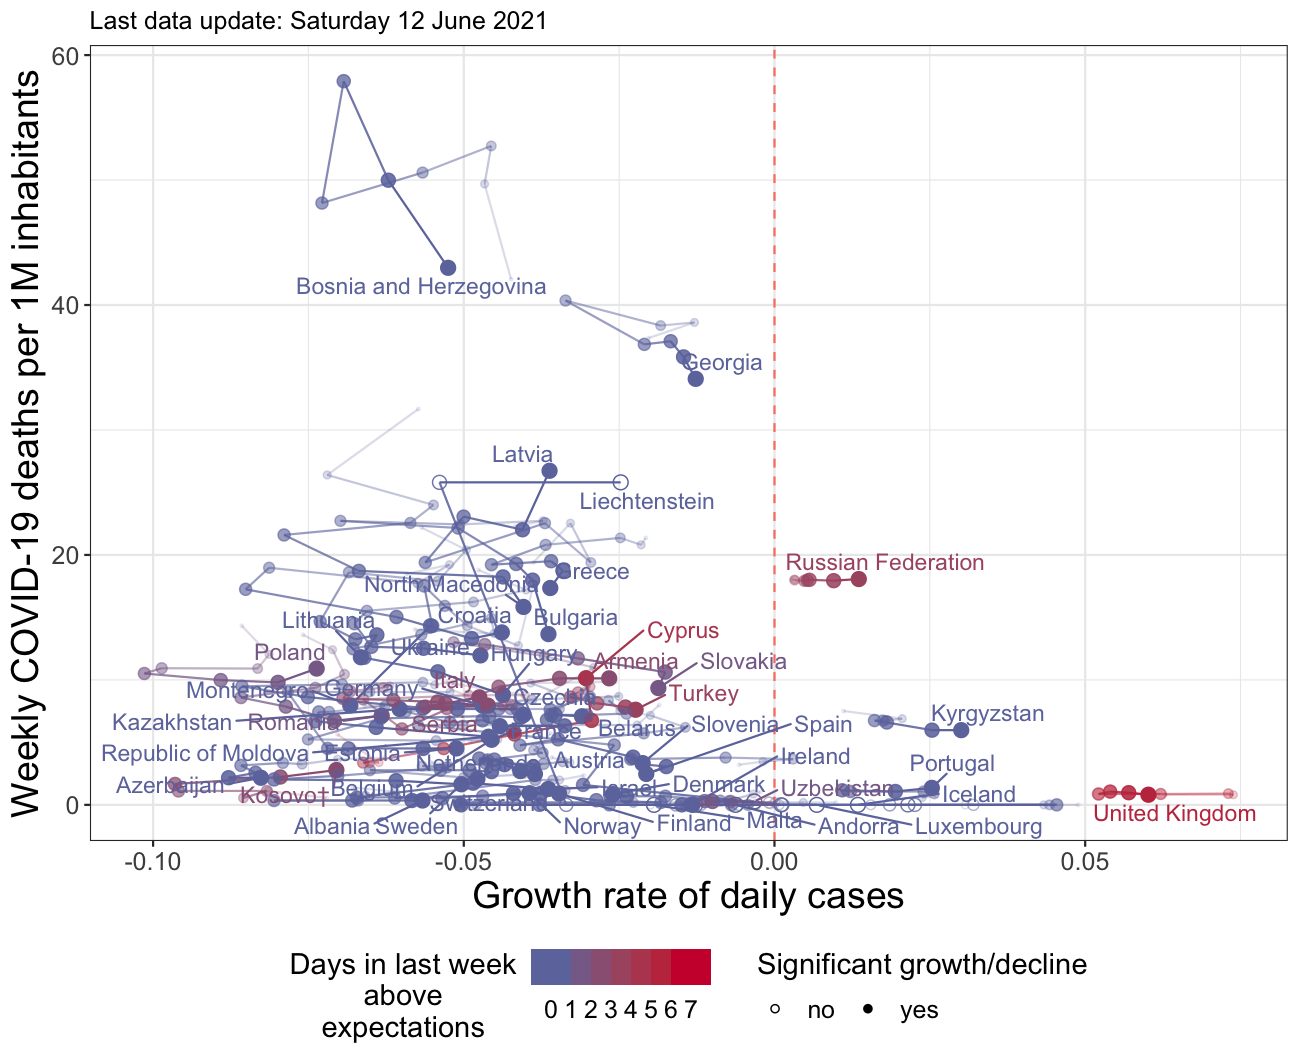 Last data update: Saturday 12 June 2021
Weekly COVID-19 deaths per 1M inhabitants
60
40
20
0
Bosnia and Herzegovina
Georgia
Latvia
Liechtenstein
Russian Federation
Greece
North Macedonia
Croatia
Bulgaria
Lithuania
Cyprus
Ukraine
Hungary
Poland
Armenia
Slovakia
Italy
Montenegro
Germany
Czechia
Turkey
Kazakhstan
Romania
Serbia
France
Belarus
Slovenia
Spain
Kyrgyzstan
Republic of Moldova
Estonia
Netherlands
Austria
Ireland
Portugal
Azerbaijan
Kosovo†
Belgium
Israel
Denmark
Uzbekistan
Iceland
Switzerland
United Kingdom
Albania
Sweden
Norway
Finland
Malta
Andorra
Luxembourg
-0.10
-0.05
0.00
0.05
Growth rate of daily cases
Days in last week
above
expectations
0 1 2 3 4 5 6 7
Significant growth/decline
no
yes